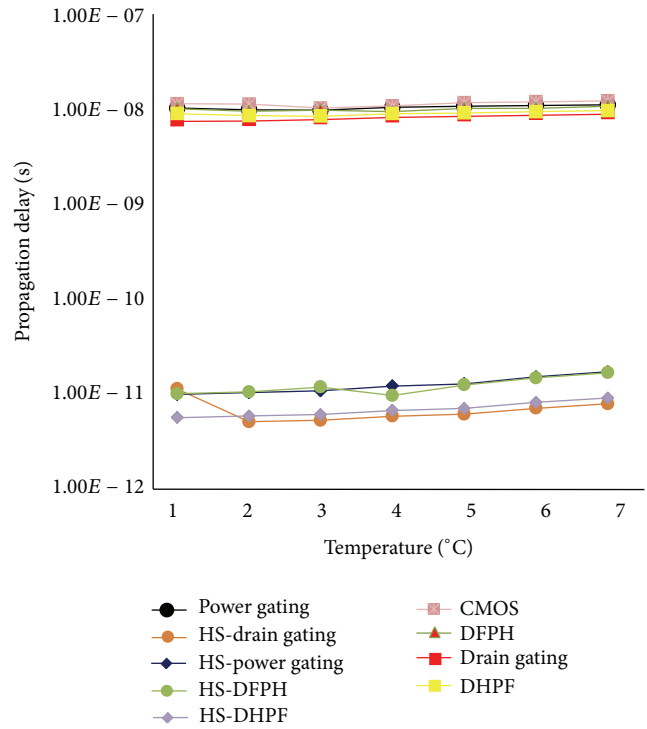 1.00E − 07
1.00E − 08
1.00E − 09
1.00E − 10
1.00E − 11
1.00E − 12
Propagation delay (s)
1 2 3 4 5 6 7
Temperature (°C)
Power gating
HS-drain gating
HS-power gating
HS-DFPH
HS-DHPF
CMOS
DFPH
Drain gating
DHPF